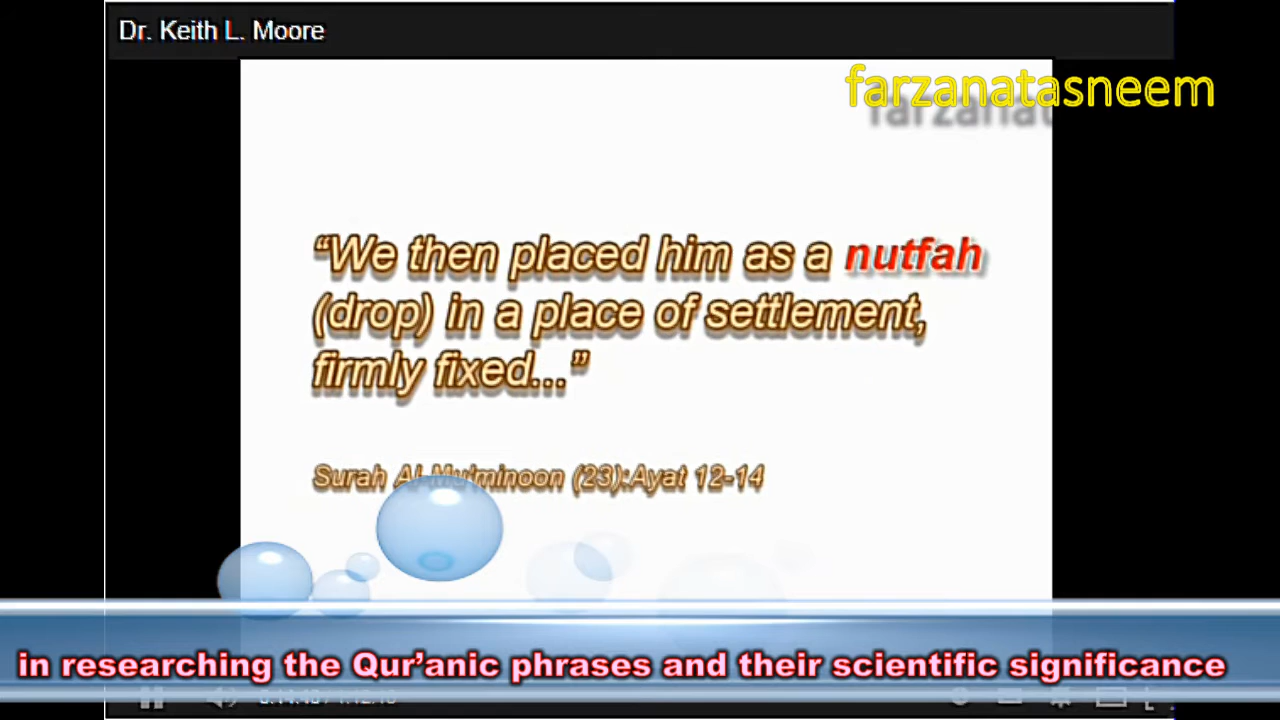 Dr. Keith L. Moore
farzanatasneem
“We then placed him as a nutfah
(drop) in a place of settlement,
firmly fixed...”
Surah Al-Mu'minoon (23):Ayat 12-14
in researching the Qur’anic phrases and their scientific significance